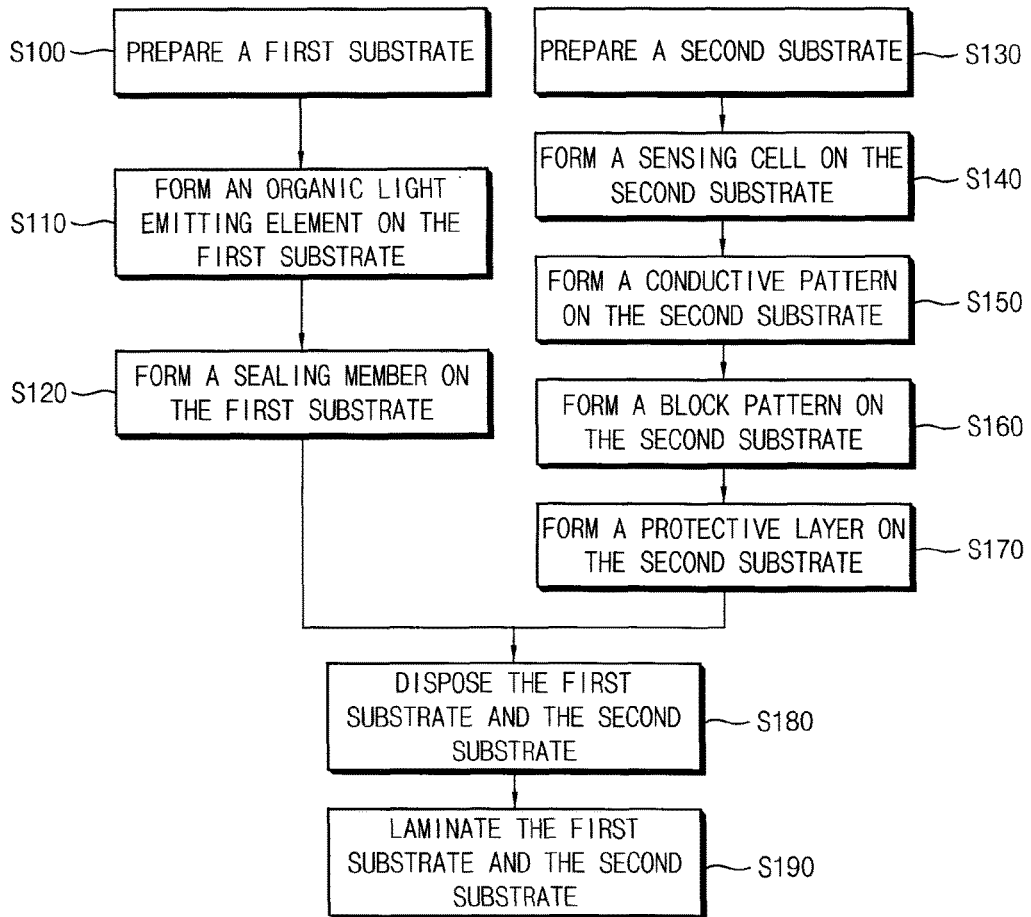 S100
PREPARE A FIRST SUBSTRATE
S110
FORM AN ORGANIC LIGHT
EMITTING ELEMENT ON THE
FIRST SUBSTRATE
S120
FORM A SEALING MEMBER ON
THE FIRST SUBSTRATE
PREPARE A SECOND SUBSTRATE
S130
FORM A SENSING CELL ON THE
SECOND SUBSTRATE
S140
FORM A CONDUCTIVE PATTERN
ON THE SECOND SUBSTRATE
S150
FORM A BLOCK PATTERN ON
THE SECOND SUBSTRATE
S160
FORM A PROTECTIVE LAYER ON
THE SECOND SUBSTRATE
S170
DISPOSE THE FIRST
SUBSTRATE AND THE SECOND
SUBSTRATE
S180
LAMINATE THE FIRST
SUBSTRATE AND THE SECOND
SUBSTRATE
S190